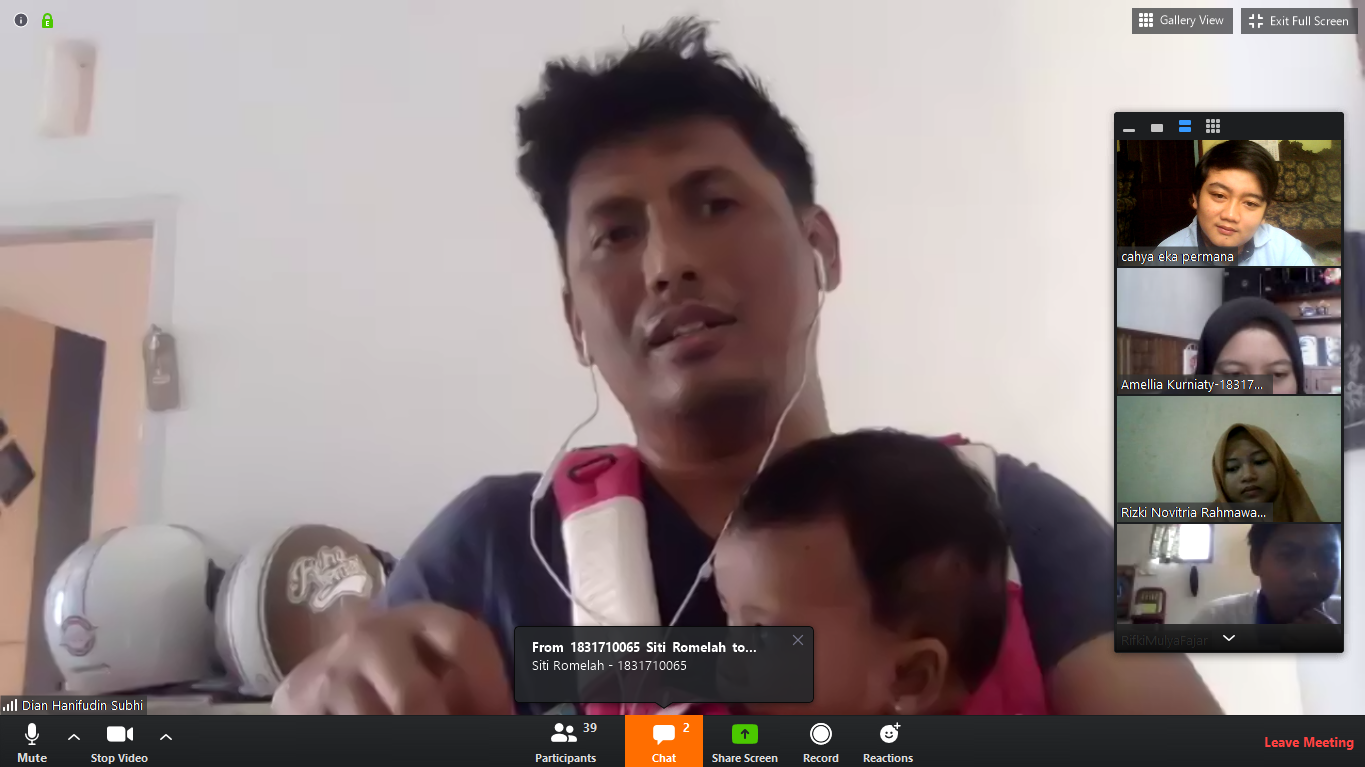 Gallery View
Exit Full Screen
cahya eka permana
Amellia Kurniaty-18317...
Rizki Novitria Rahmawa...
RifkiMulyaFajar
From 1831710065 Siti Romelah to...
Siti Romelah - 1831710065
Dian Hanifudin Subhi
Mute
Stop Video
39
Participants
2
Chat
Share Screen
Record
Reactions
Leave Meeting